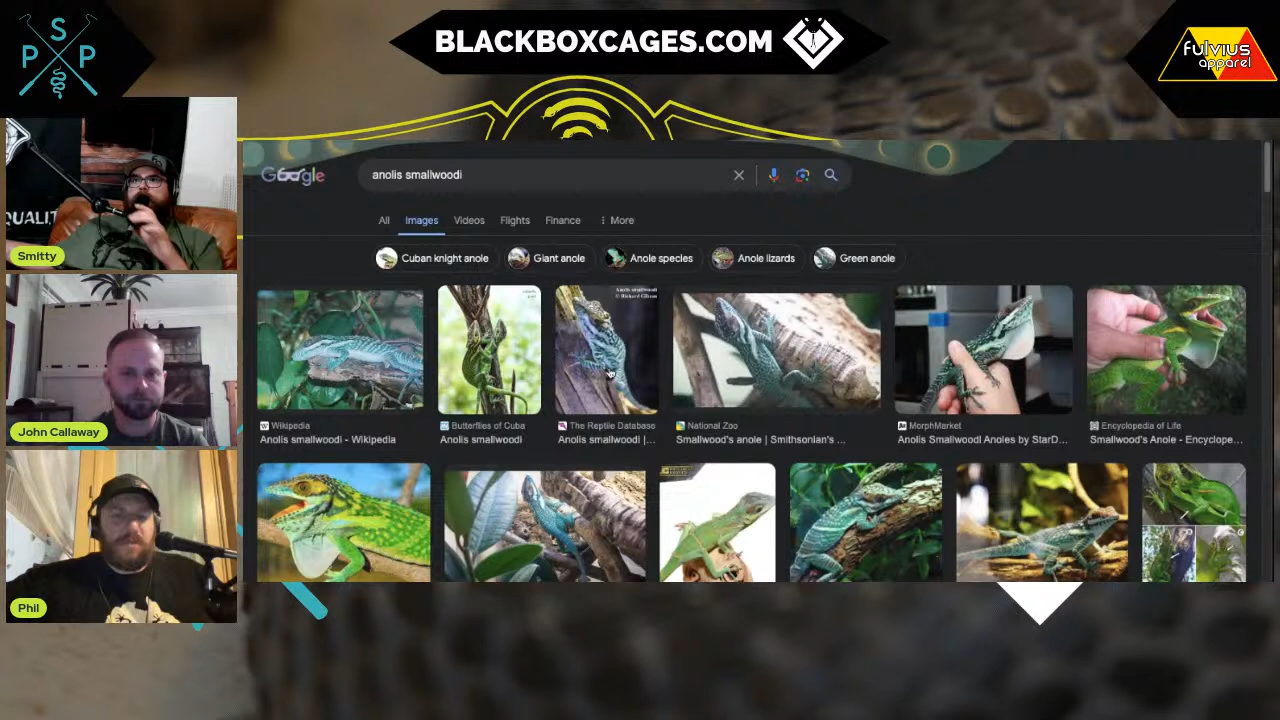 S
P P
BLACKBOXCAGES.COM
fulvius
apparel
QUALIT
Smitty
John Callaway
Phil
Google
anolis smallwoodi
All Images Videos Flights Finance More
Cuban knight anole Giant anole Anole species Anole lizards Green anole
Anolis smallwoodi
Wikipedia
Anolis smallwoodi - Wikipedia
Butterflies of Cuba
Anolis smallwoodi
The Reptile Database
Anolis smallwoodi |...
National Zoo
Smallwood's anole | Smithsonian's ...
MorphMarket
Anolis Smallwoodi Anoles by StarD...
Encyclopedia of Life
Smallwood's Anole - Encyclope...